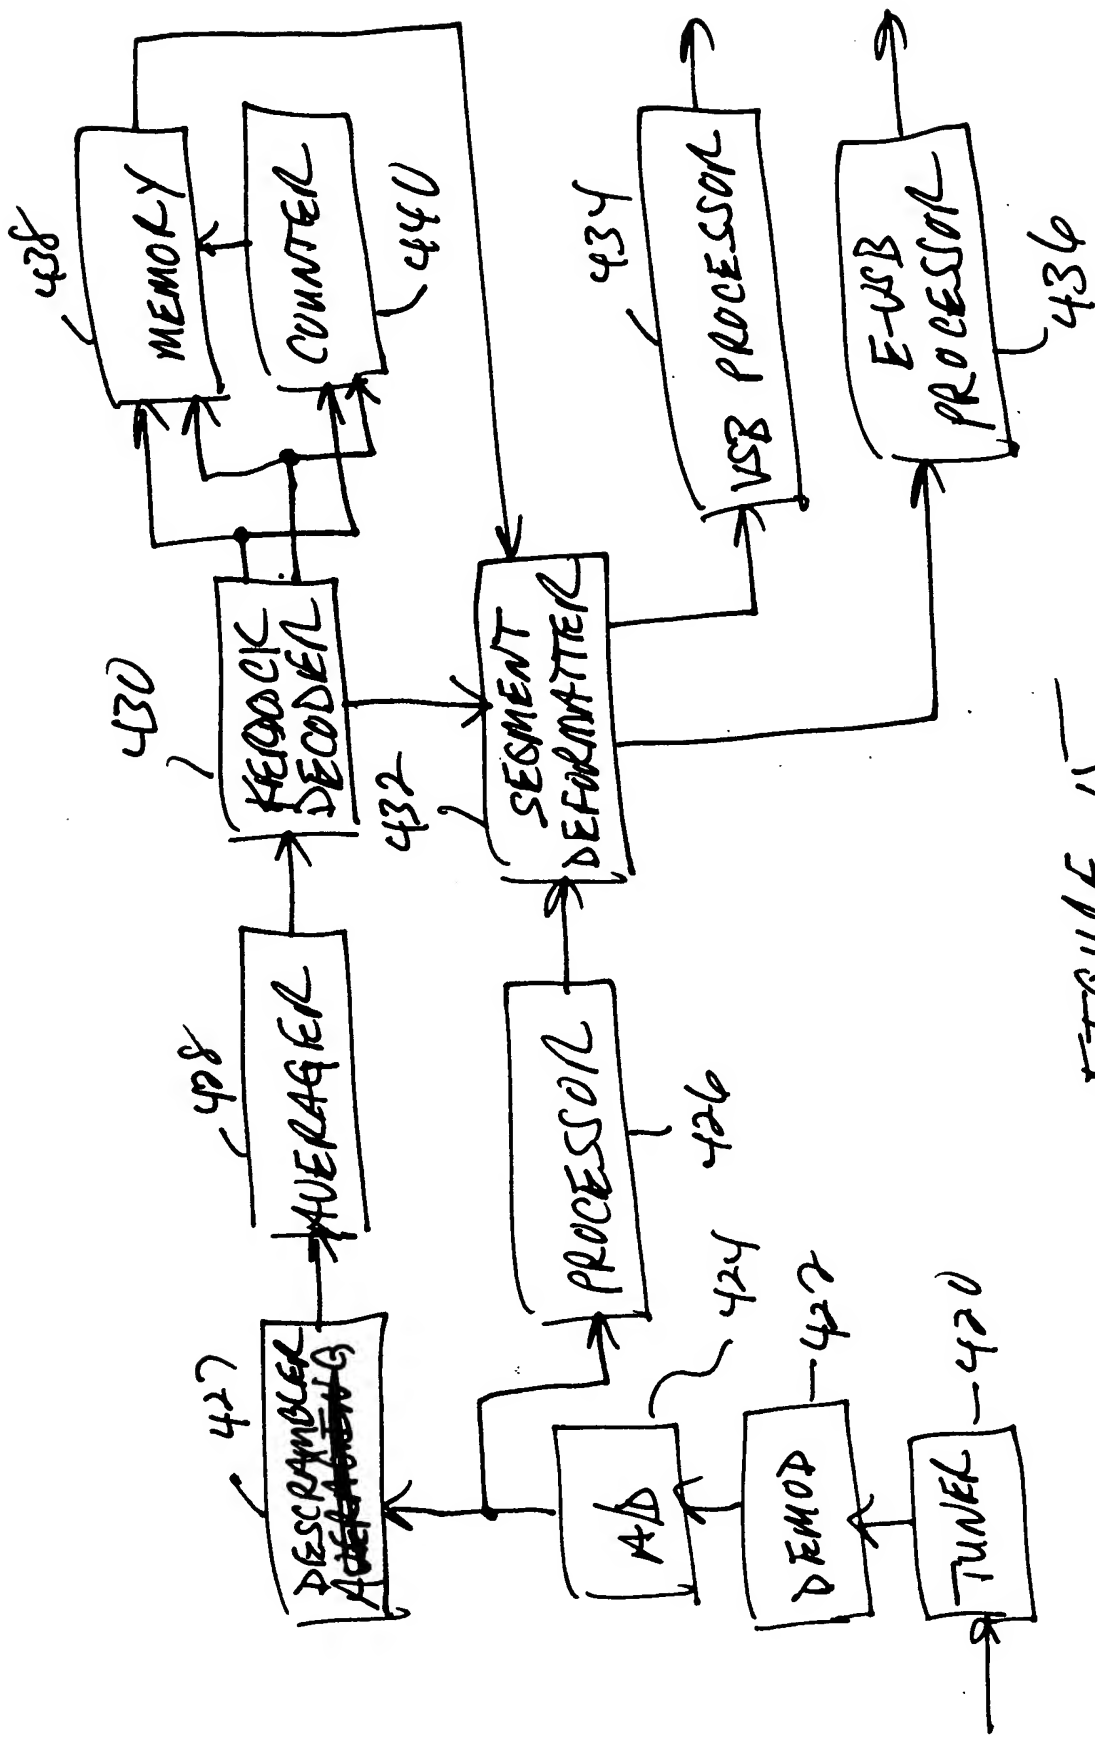 438
MEMORY
COUNTER
440
430
KERDOCK
DECODER
428
AVERAGER
427
DESCRAMBLER
432
SEGMENT
DEFORMATTER
434
VSB PROCESSOR
E-VSB
PROCESSOR
436
PROCESSOR
426
A/D
424
DEMOD
422
TUNER
420